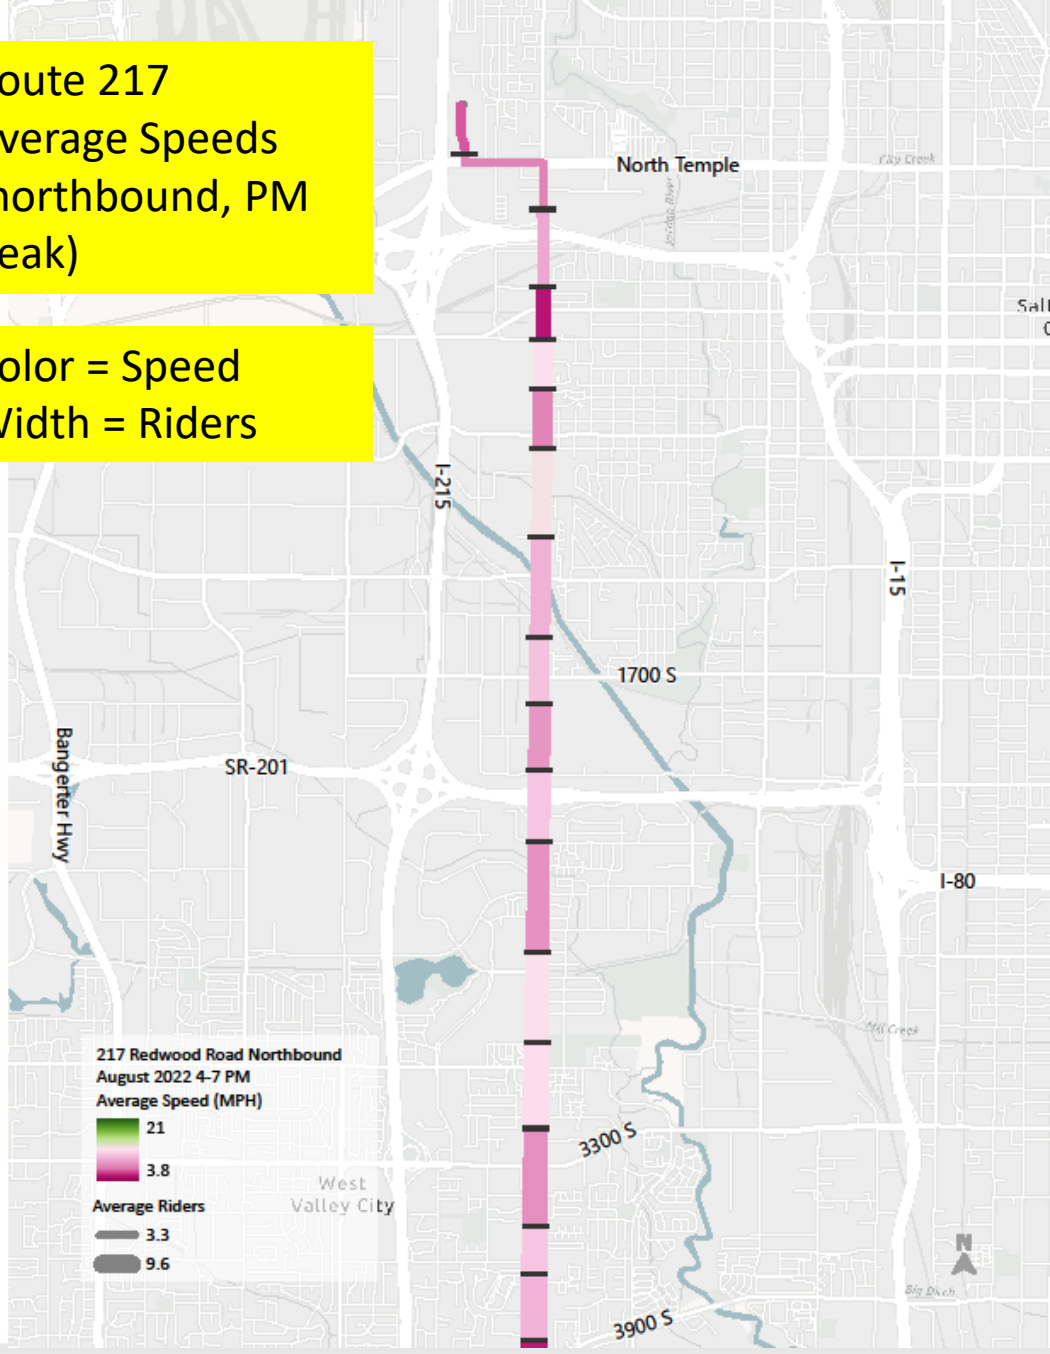 oute 217
verage Speeds
northbound, PM
eak)
olor = Speed
Width = Riders
North Temple
City Creek
Jordan River
Salt
I-215
I-15
1700 S
Bangerter Hwy
SR-201
I-80
Mill Creek
217 Redwood Road Northbound
August 2022 4-7 PM
Average Speed (MPH)
21
3.8
Average Riders
3.3
9.6
3300 S
West
Valley City
N
Big Ditch
3900 S